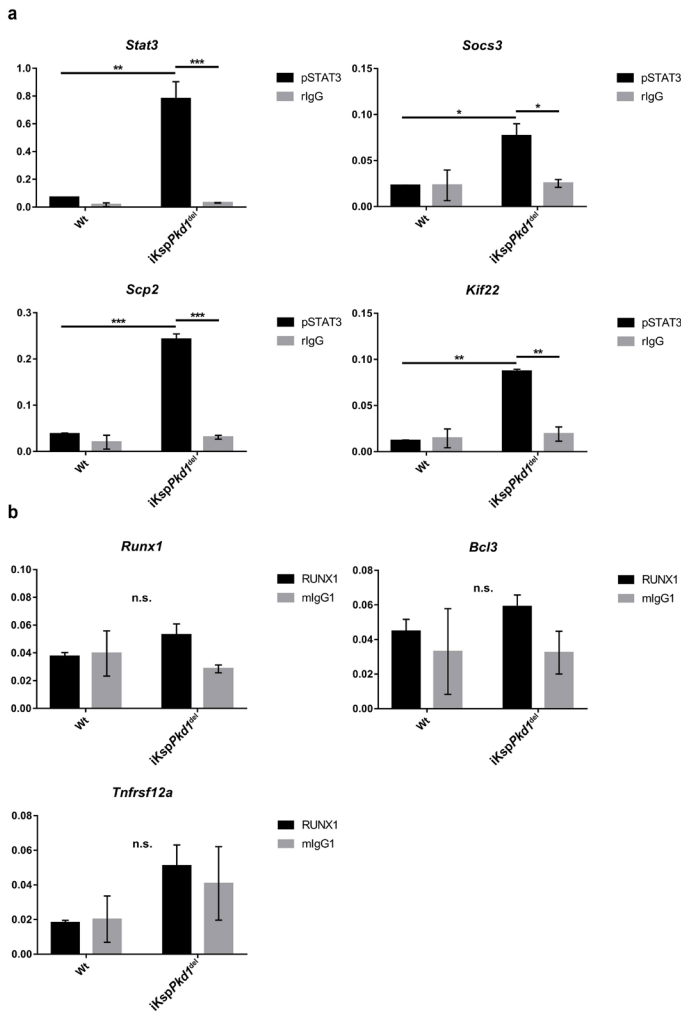 a
Stat3
1.0
0.8
0.6
0.4
0.2
0.0
** ***
pSTAT3
rIgG
Wt
iKspPkd1del
Socs3
0.15
0.10
0.05
0.00
* *
pSTAT3
rIgG
Wt
iKspPkd1del
Scp2
0.3
0.2
0.1
0.0
*** ***
pSTAT3
rIgG
Wt
iKspPkd1del
Kif22
0.15
0.10
0.05
0.00
** **
pSTAT3
rIgG
Wt
iKspPkd1del
b
Runx1
0.10
0.08
0.06
0.04
0.02
0.00
n.s.
RUNX1
mIgG1
Wt
iKspPkd1del
Bcl3
0.08
0.06
0.04
0.02
0.00
n.s.
RUNX1
mIgG1
Wt
iKspPkd1del
Tnfrsf12a
0.08
0.06
0.04
0.02
0.00
n.s.
RUNX1
mIgG1
Wt
iKspPkd1del